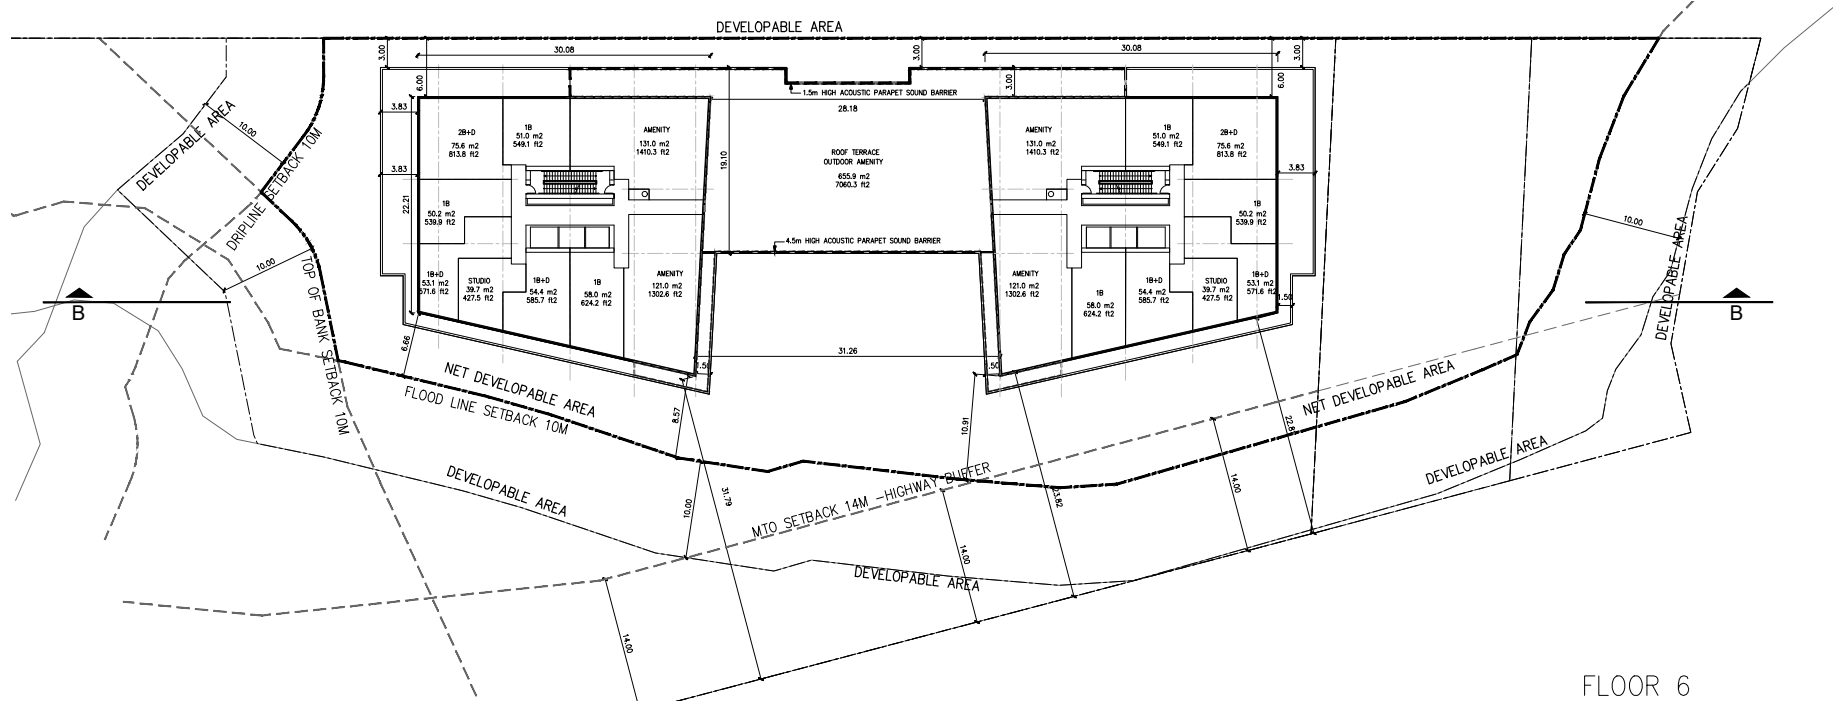 DEVELOPABLE AREA
3.00
30.08
3.00
30.08
3.00
6.00
3.00
6.00
1.5m HIGH ACOUSTIC PARAPET SOUND BARRIER
3.83
28.18
DEVELOPABLE AREA
10.00
DRIPLINE SETBACK 10M
2B+D
75.6 m2
813.8 ft2
1B
51.0 m2
549.1 ft2
AMENITY
131.0 m2
1410.3 ft2
19.10
ROOF TERRACE
OUTDOOR AMENITY
655.9 m2
7060.3 ft2
AMENITY
131.0 m2
1410.3 ft2
1B
51.0 m2
549.1 ft2
2B+D
75.6 m2
813.8 ft2
3.83
3.83
22.21
1B
50.2 m2
539.9 ft2
1B
50.2 m2
539.9 ft2
10.00
DEVELOPABLE AREA
4.5m HIGH ACOUSTIC PARAPET SOUND BARRIER
10.00
TOP OF BANK SETBACK 10M
1B+D
53.1 m2
571.6 ft2
STUDIO
39.7 m2
427.5 ft2
1B+D
54.4 m2
585.7 ft2
1B
58.0 m2
624.2 ft2
AMENITY
121.0 m2
1302.6 ft2
AMENITY
121.0 m2
1302.6 ft2
1B
58.0 m2
624.2 ft2
1B+D
54.4 m2
585.7 ft2
STUDIO
39.7 m2
427.5 ft2
1B+D
53.1 m2
571.6 ft2
1.50
B
B
DEVELOPABLE AREA
6.66
31.26
1.50
1.50
NET DEVELOPABLE AREA
FLOOD LINE SETBACK 10M
8.57
10.91
NET DEVELOPABLE AREA
DEVELOPABLE AREA
10.00
31.79
MTO SETBACK 14M -HIGHWAY BUFFER
23.82
14.00
DEVELOPABLE AREA
14.00
DEVELOPABLE AREA
14.00
FLOOR 6